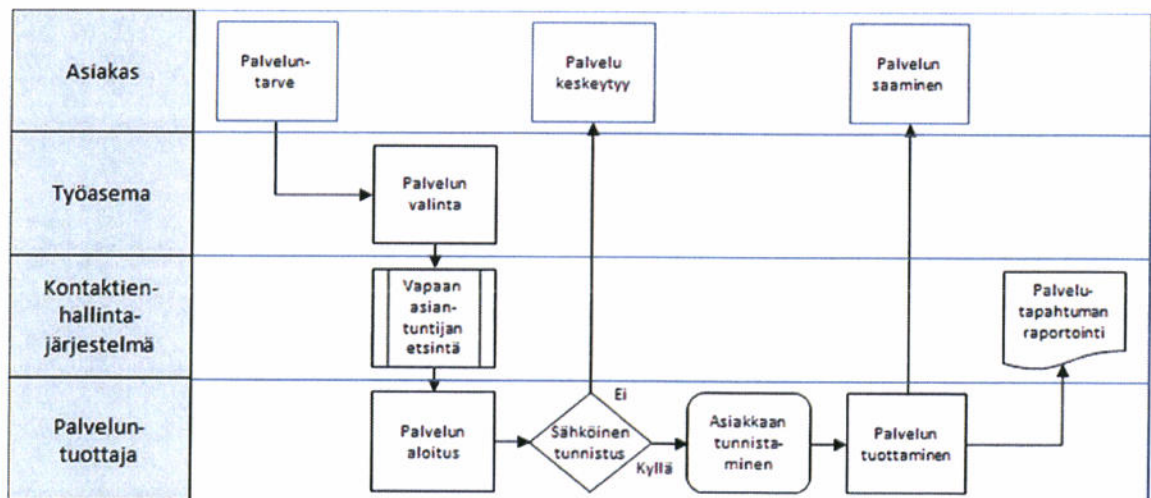 Asiakas
Palvelun-
tarve
Palvelu
keskeytyy
Palvelun
saaminen
Työasema
Palvelun
valinta
Kontaktien-
hallinta-
järjestelmä
Vapaan
asian-
tuntijan
etsintä
Palvelu-
tapahtuman
raportointi
Palvelun-
tuottaja
Palvelun
aloitus
Sähköinen
tunnistus
Ei
Kyllä
Asiakkaan
tunnista-
minen
Palvelun
tuottaminen